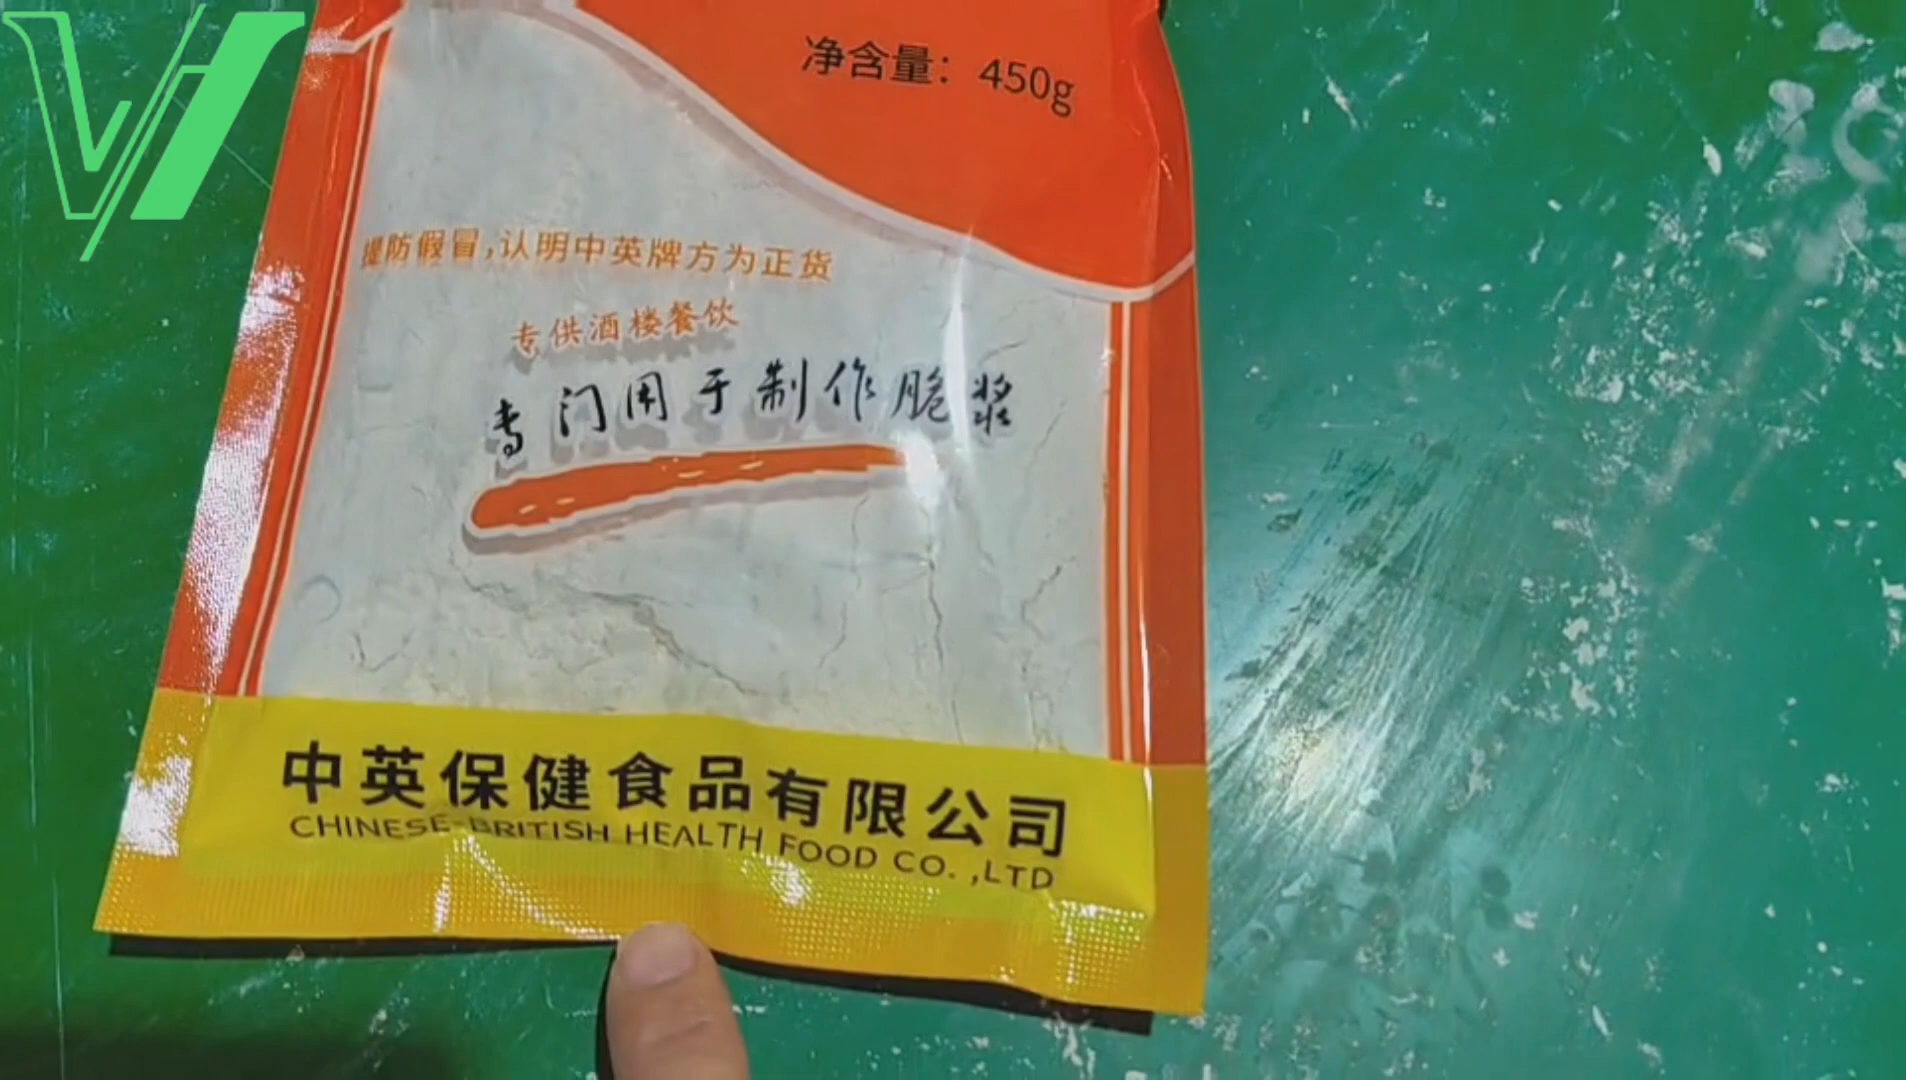 净含量：450g
提防假冒,认明中英牌方为正货
专供酒楼餐饮
专门用于制作脆浆
中英保健食品有限公司
CHINESE-BRITISH HEALTH FOOD CO. ,LTD